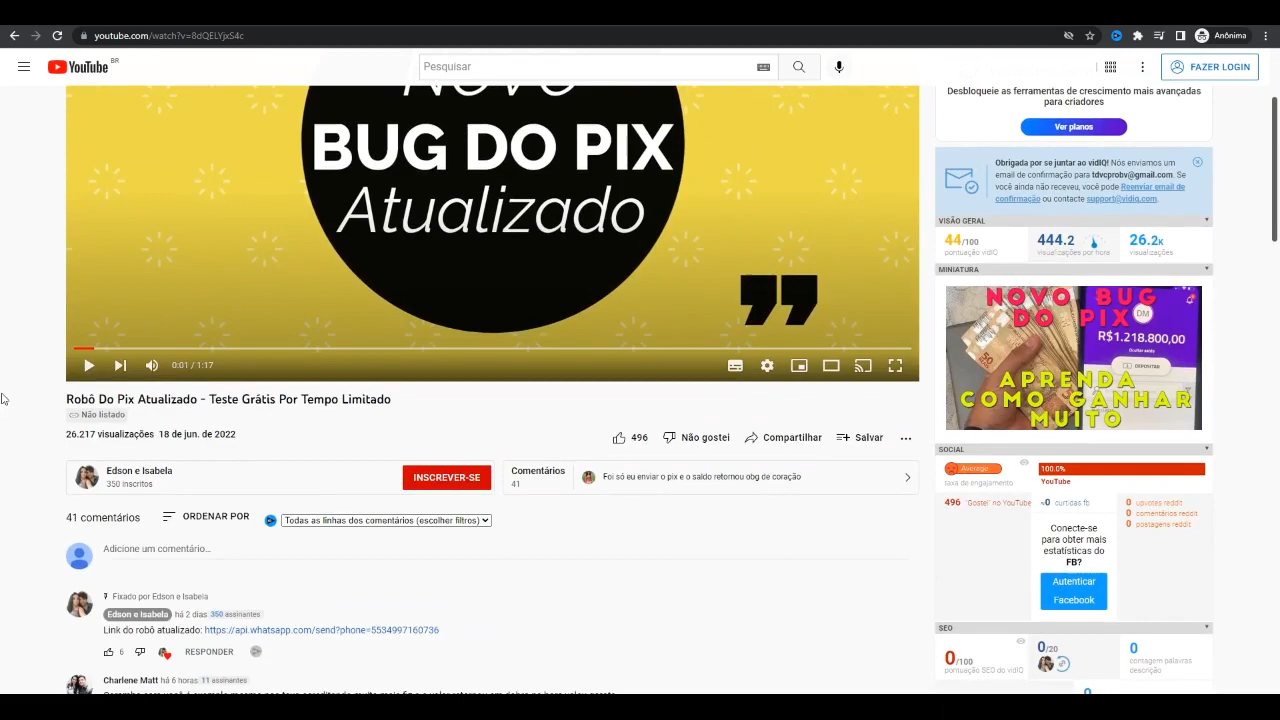 youtube.com/watch?v=8dQELYjxS4c
Anônima
YouTube BR
Pesquisar
FAZER LOGIN
NOVO
BUG DO PIX
Atualizado
0:01 / 1:17
Robô Do Pix Atualizado - Teste Grátis Por Tempo Limitado
Não listado
26.217 visualizações 18 de jun. de 2022
496 Não gostei Compartilhar Salvar
Edson e Isabela
350 inscritos
INSCREVER-SE
Comentários
41
Foi só eu enviar o pix e o saldo retornou obg de coração
41 comentários ORDENAR POR Todas as linhas dos comentários (escolher filtros)
Adicione um comentário...
Fixado por Edson e Isabela
Edson e Isabela há 2 dias 350 assinantes
Link do robô atualizado: https://api.whatsapp.com/send?phone=5534997160736
6 RESPONDER
Charlene Matt há 6 horas 11 assinantes
Desbloqueie as ferramentas de crescimento mais avançadas
para criadores
Ver planos
Obrigada por se juntar ao vidIQ! Nós enviamos um
email de confirmação para tdvcprobv@gmail.com. Se
você ainda não receveu, você pode Reenviar email de
confirmação ou contacte support@vidiq.com.
VISÃO GERAL
44/100 444.2 26.2K
pontuação vidIQ visualizações por hora visualizações
MINIATURA
NOVO BUG
DO PIX
DM
R$1.218.800,00
Ocultar saldo
DEPOSITAR
APRENDA
COMO GANHAR
MUITO
SOCIAL
Average 100.0%
taxa de engajamento YouTube
496 "Gostei" no YouTube ≈0 curtidas fb 0 upvotes reddit
0 comentários reddit
0 postagens reddit
Conecte-se
para obter mais
estatísticas do
FB?
Autenticar
Facebook
SEO
0/100 0/20 0
pontuação SEO do vidIQ contagem palavras
descrição